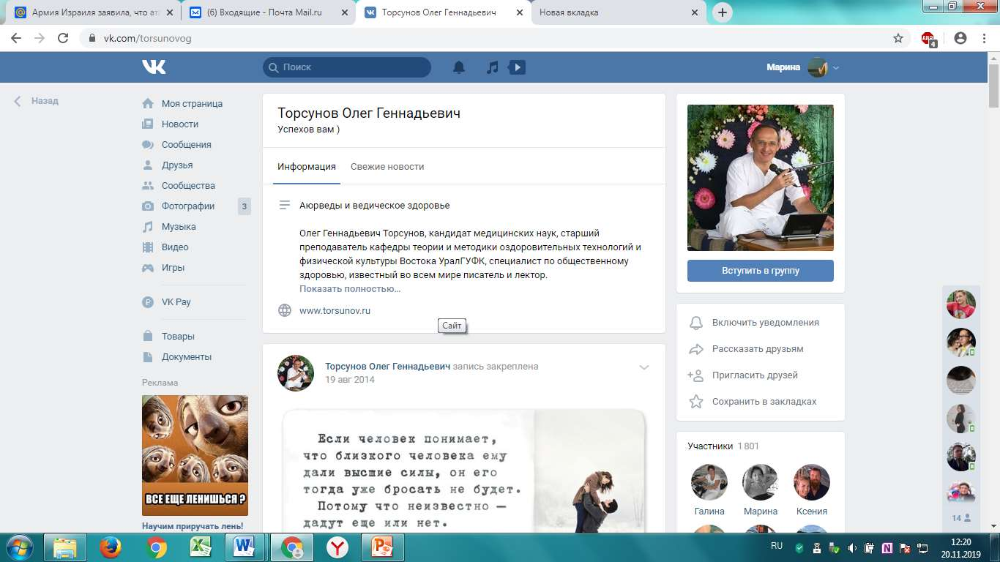 Армия Израиля заявила, что ат
(6) Входящие - Почта Mail.ru
Торсунов Олег Геннадьевич
Новая вкладка
vk.com/torsunovog
ABP
4
Поиск
Марина
Назад
Моя страница
Новости
Сообщения
Друзья
Сообщества
Фотографии 3
Музыка
Видео
Игры
VK Pay
Товары
Документы
Реклама
ВСЕ ЕЩЕ ЛЕНИШЬСЯ?
Научим приручать лень!
Торсунов Олег Геннадьевич
Успехов вам )
Информация Свежие новости
Аюрведы и ведическое здоровье
Олег Геннадьевич Торсунов, кандидат медицинских наук, старший
преподаватель кафедры теории и методики оздоровительных технологий и
физической культуры Востока УралГУФК, специалист по общественному
здоровью, известный во всем мире писатель и лектор.
Показать полностью…
www.torsunov.ru
Сайт
Торсунов Олег Геннадьевич запись закреплена
19 авг 2014
Если человек понимает,
что близкого человека ему
дали высшие силы, он его
тогда уже бросать не будет.
Потому что неизвестно —
дадут еще или нет.
Вступить в группу
Включить уведомления
Рассказать друзьям
Пригласить друзей
Сохранить в закладках
Участники 1 801
Галина Марина Ксения
14
RU
12:20
20.11.2019